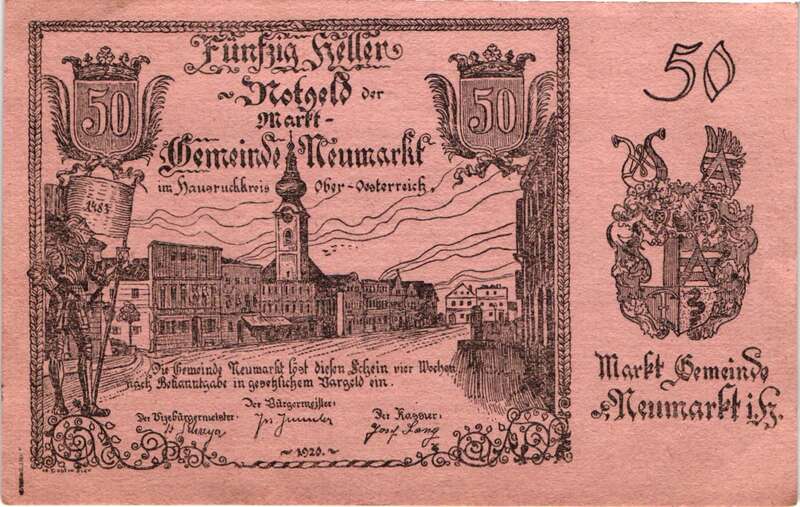 Fünfzig Heller
50
~ Notgeld der
Markt-
50
Gemeinde Neumarkt
im Hausruckkreis Ober-Oesterreich.
Die Gemeinde Neumarkt löst diesen Schein vier Wochen
nach Bekanntgabe in gesetzlichem Bargeld ein.
Der Bürgermeister:
Der Vizebürgermeister:
Der Kassier:
Josef Lang
~ 1920. ~
50
Markt Gemeinde
Neumarkt i. H.